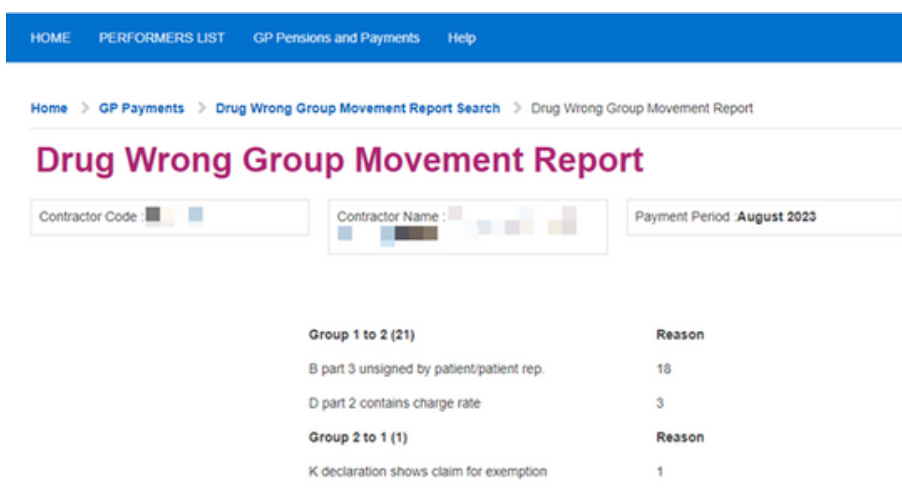 HOME PERFORMERS LIST GP Pensions and Payments Help
Home > GP Payments > Drug Wrong Group Movement Report Search > Drug Wrong Group Movement Report
Drug Wrong Group Movement Report
Contractor Code :
Contractor Name :
Payment Period :August 2023
Group 1 to 2 (21) Reason
B part 3 unsigned by patient/patient rep. 18
D part 2 contains charge rate 3
Group 2 to 1 (1) Reason
K declaration shows claim for exemption 1